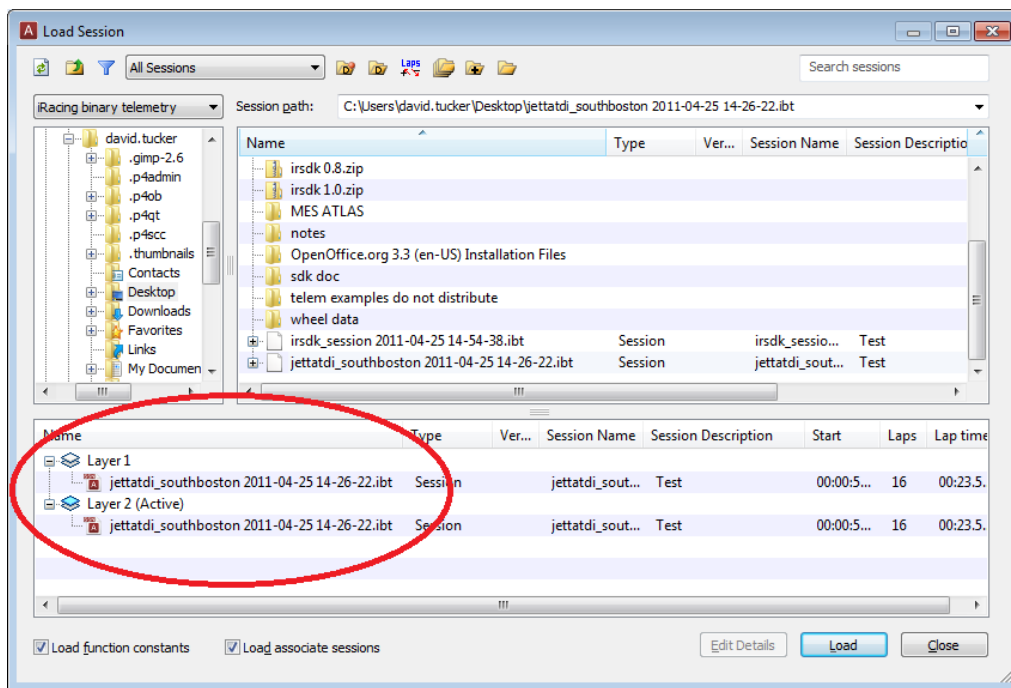 Load Session
All Sessions
Laps
Search sessions
iRacing binary telemetry
Session path:
C:\Users\david.tucker\Desktop\jettatdi_southboston 2011-04-25 14-26-22.ibt
david.tucker
.gimp-2.6
.p4admin
.p4ob
.p4qt
.p4scc
.thumbnails
Contacts
Desktop
Downloads
Favorites
Links
My Documen
Name Type Ver... Session Name Session Descriptio
irsdk 0.8.zip
irsdk 1.0.zip
MES ATLAS
notes
OpenOffice.org 3.3 (en-US) Installation Files
sdk doc
telem examples do not distribute
wheel data
irsdk_session 2011-04-25 14-54-38.ibt Session irsdk_sessio... Test
jettatdi_southboston 2011-04-25 14-26-22.ibt Session jettatdi_sout... Test
Name Type Ver... Session Name Session Description Start Laps Lap time
Layer 1
jettatdi_southboston 2011-04-25 14-26-22.ibt Session jettatdi_sout... Test 00:00:5... 16 00:23.5.
Layer 2 (Active)
jettatdi_southboston 2011-04-25 14-26-22.ibt Session jettatdi_sout... Test 00:00:5... 16 00:23.5.
Load function constants
Load associate sessions
Edit Details
Load
Close